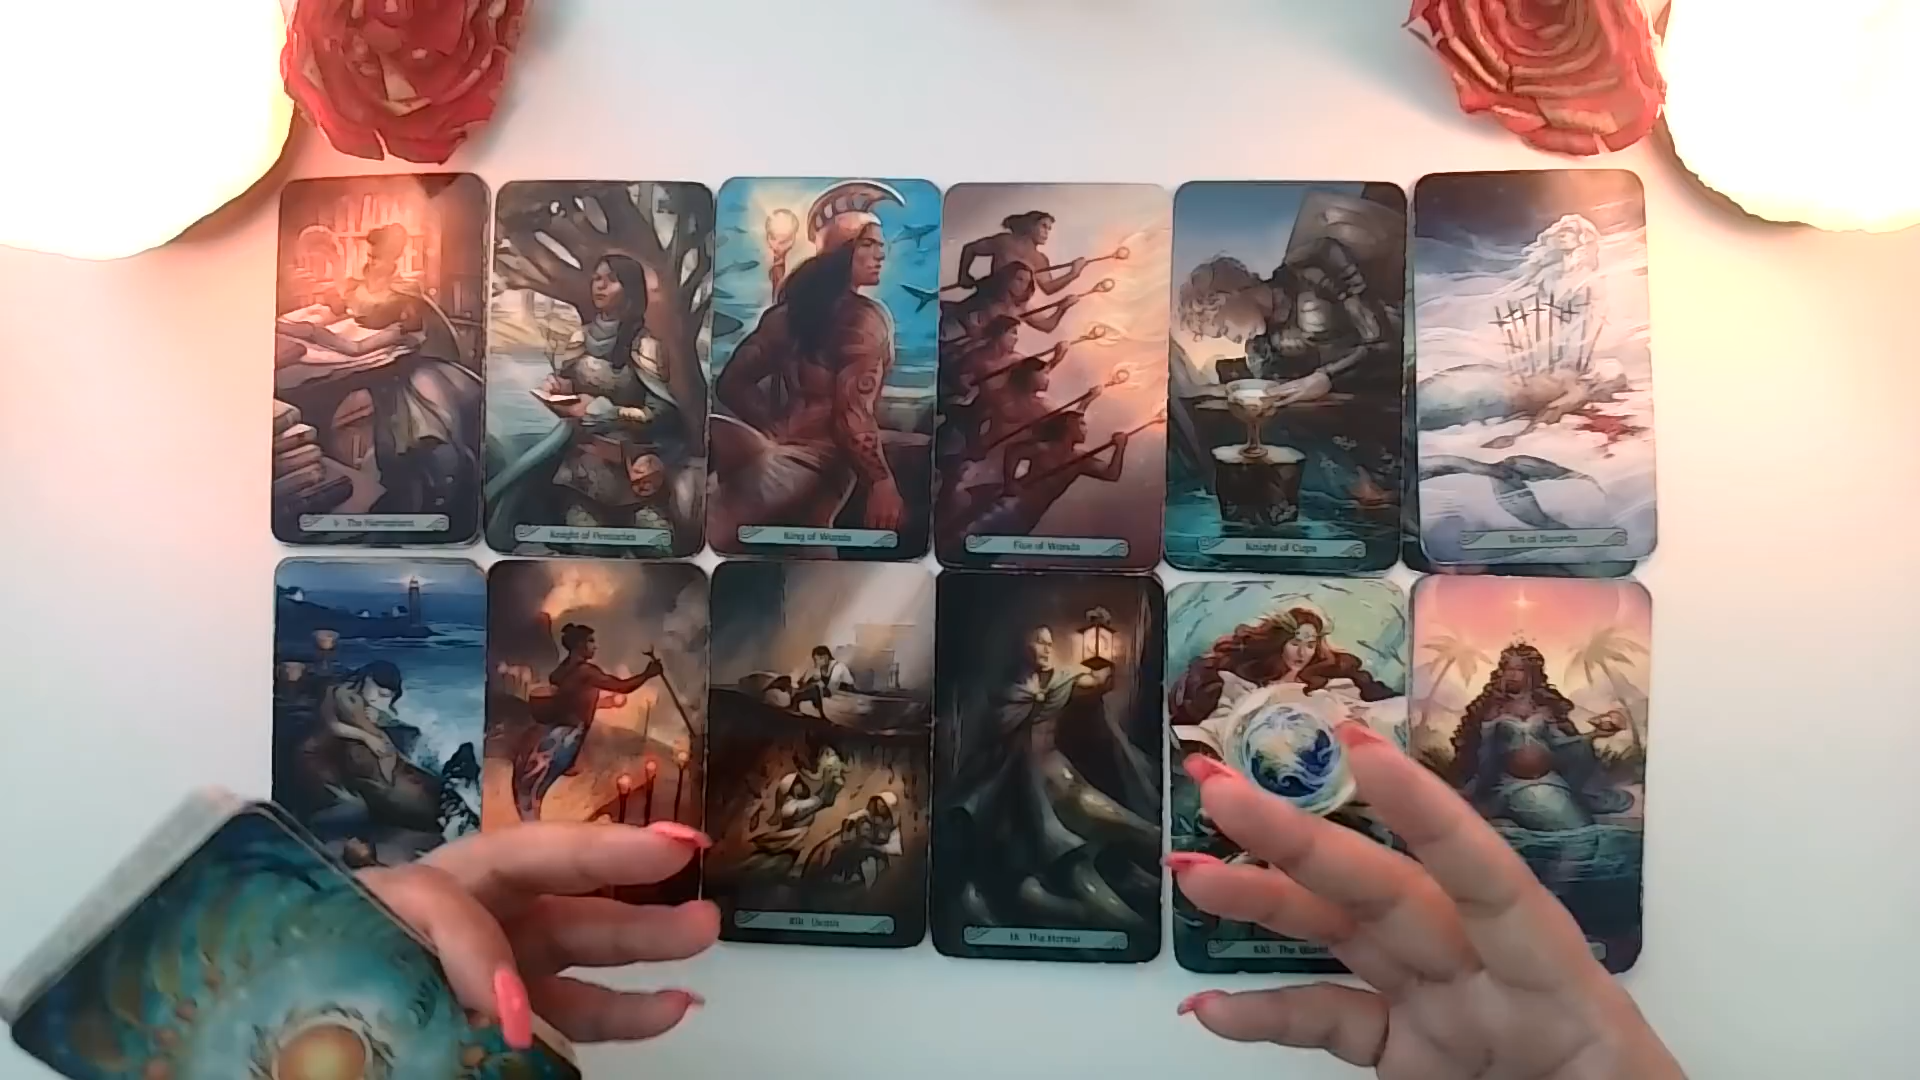 V The Hierophant
Knight of Pentacles
King of Wands
Five of Wands
Knight of Cups
Ten of Swords
XIII Death
IX The Hermit
XXI The World